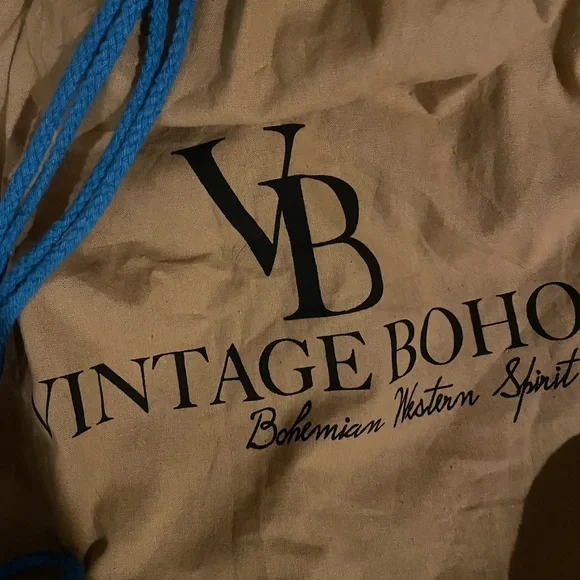 VB
VINTAGE BOHO
Bohemian Western Spirit